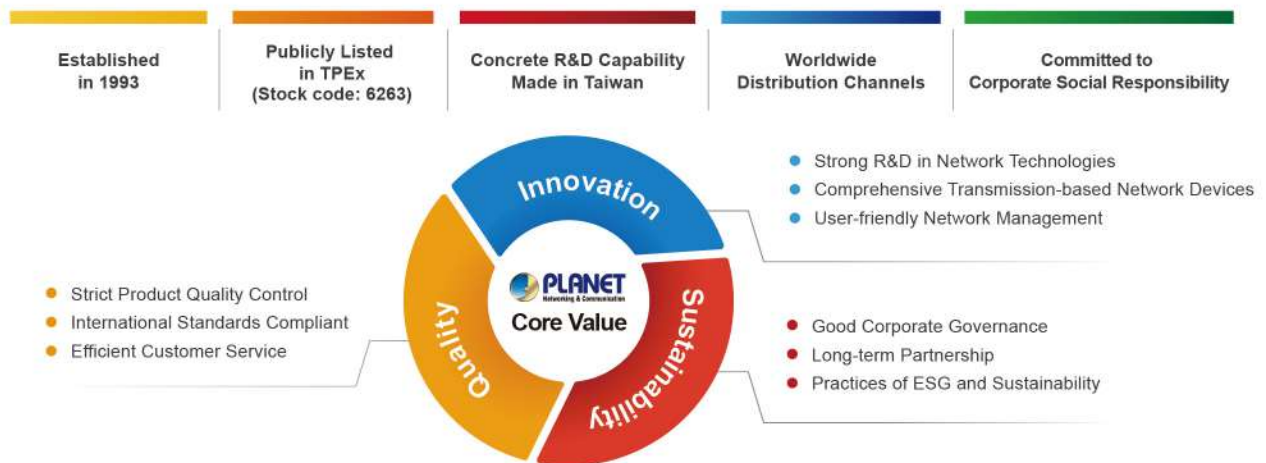 Established
in 1993
Publicly Listed
in TPEx
(Stock code: 6263)
Concrete R&D Capability
Made in Taiwan
Worldwide
Distribution Channels
Committed to
Corporate Social Responsibility
Innovation
Strong R&D in Network Technologies
Comprehensive Transmission-based Network Devices
User-friendly Network Management
Quality
Strict Product Quality Control
International Standards Compliant
Efficient Customer Service
PLANET
Networking & Communication
Core Value
Sustainability
Good Corporate Governance
Long-term Partnership
Practices of ESG and Sustainability